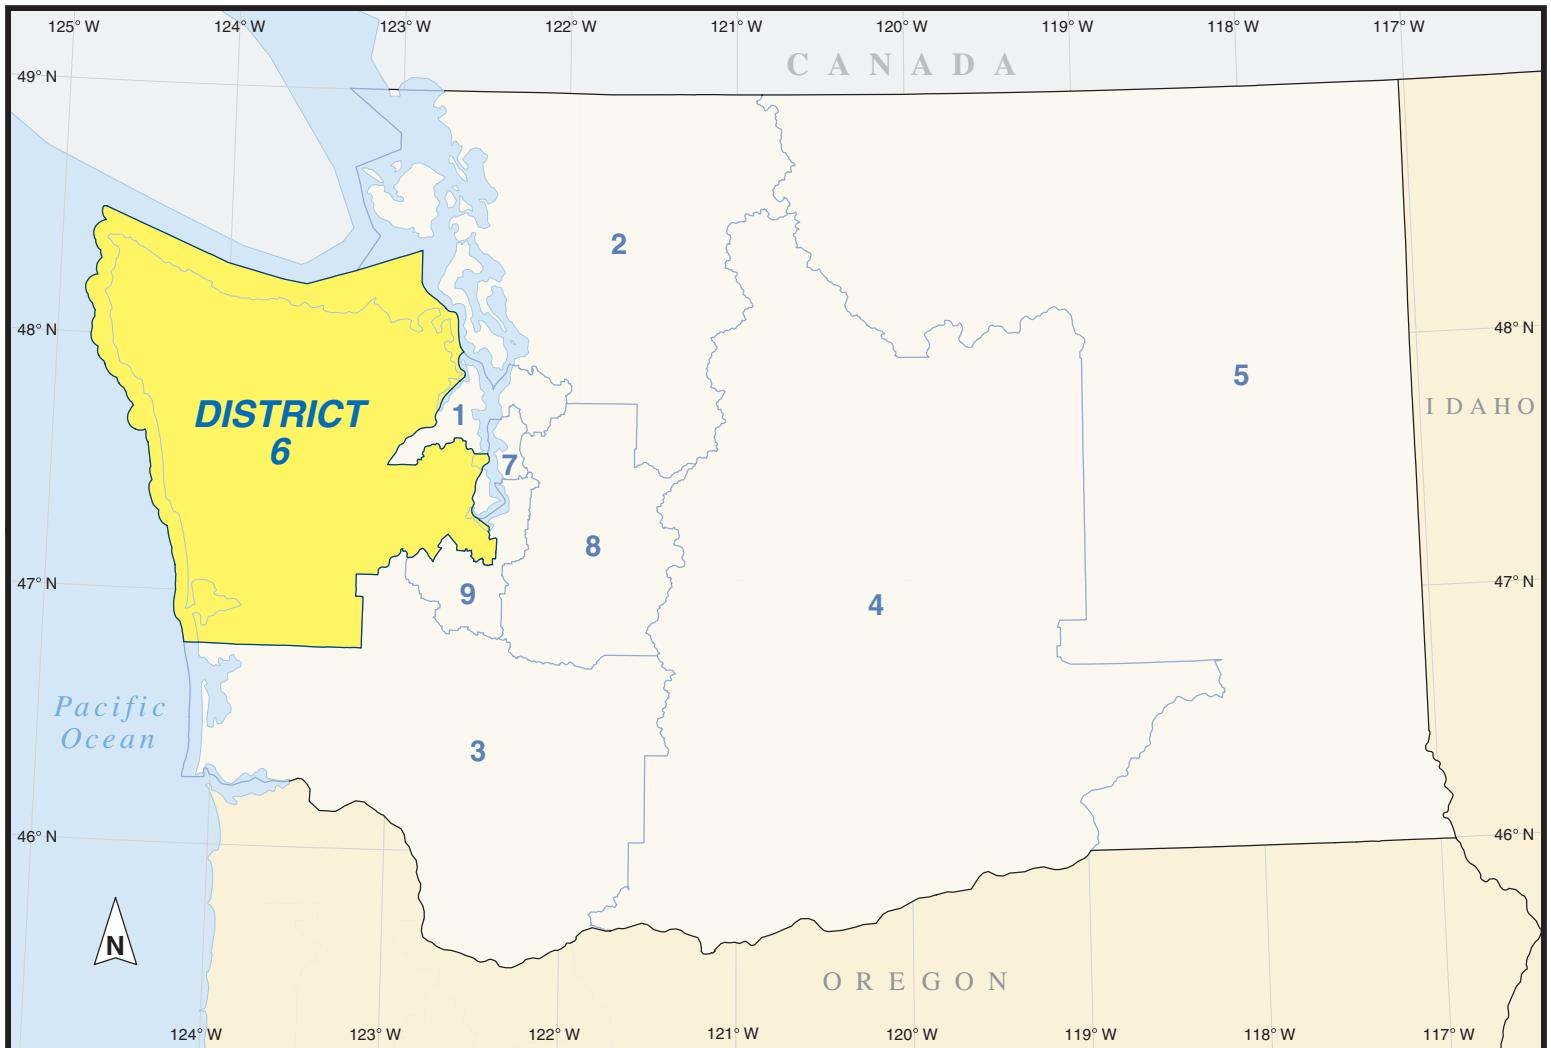 125° W 124° W 123° W 122° W 121° W 120° W 119° W 118° W 117° W
CANADA
49° N
2
48° N 48° N
5
IDAHO
DISTRICT
6
1
7
8
47° N 47° N
9
4
Pacific
Ocean
3
46° N 46° N
N
OREGON
124° W 123° W 122° W 121° W 120° W 119° W 118° W 117° W